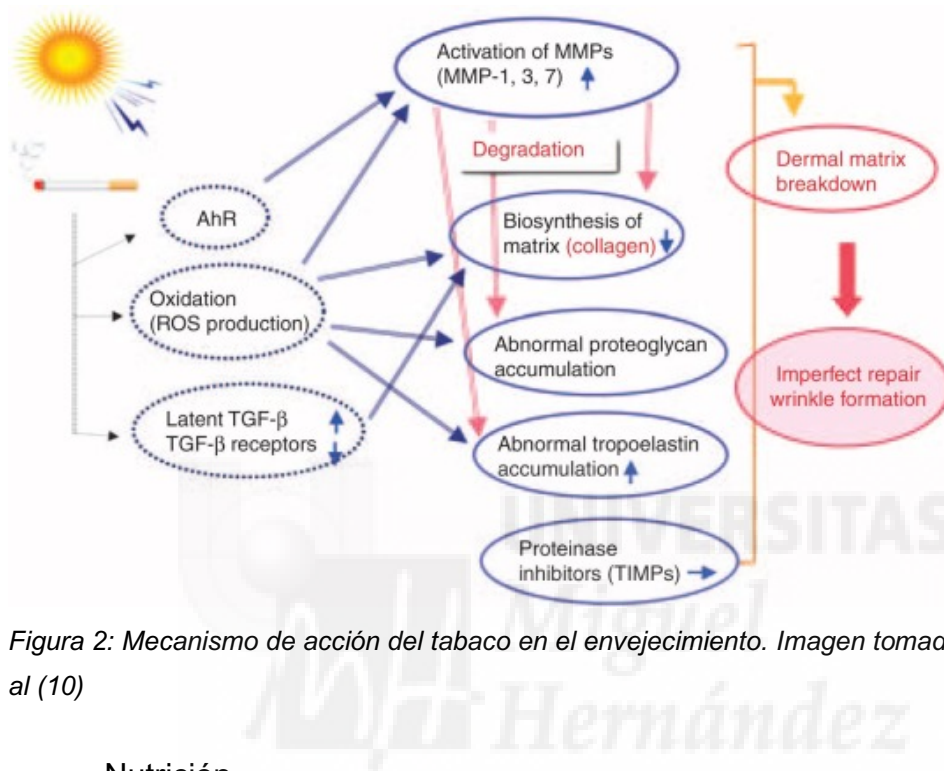 Activation of MMPs
(MMP-1, 3, 7)
Degradation
Dermal matrix
breakdown
AhR
Biosynthesis of
matrix (collagen)
Oxidation
(ROS production)
Abnormal proteoglycan
accumulation
Imperfect repair
wrinkle formation
Latent TGF-β
TGF-β receptors
Abnormal tropoelastin
accumulation
Proteinase
inhibitors (TIMPs)
UNIVERSITAS
Miguel
Hernández
Figura 2: Mecanismo de acción del tabaco en el envejecimiento. Imagen tomad
al (10)
Nutrición